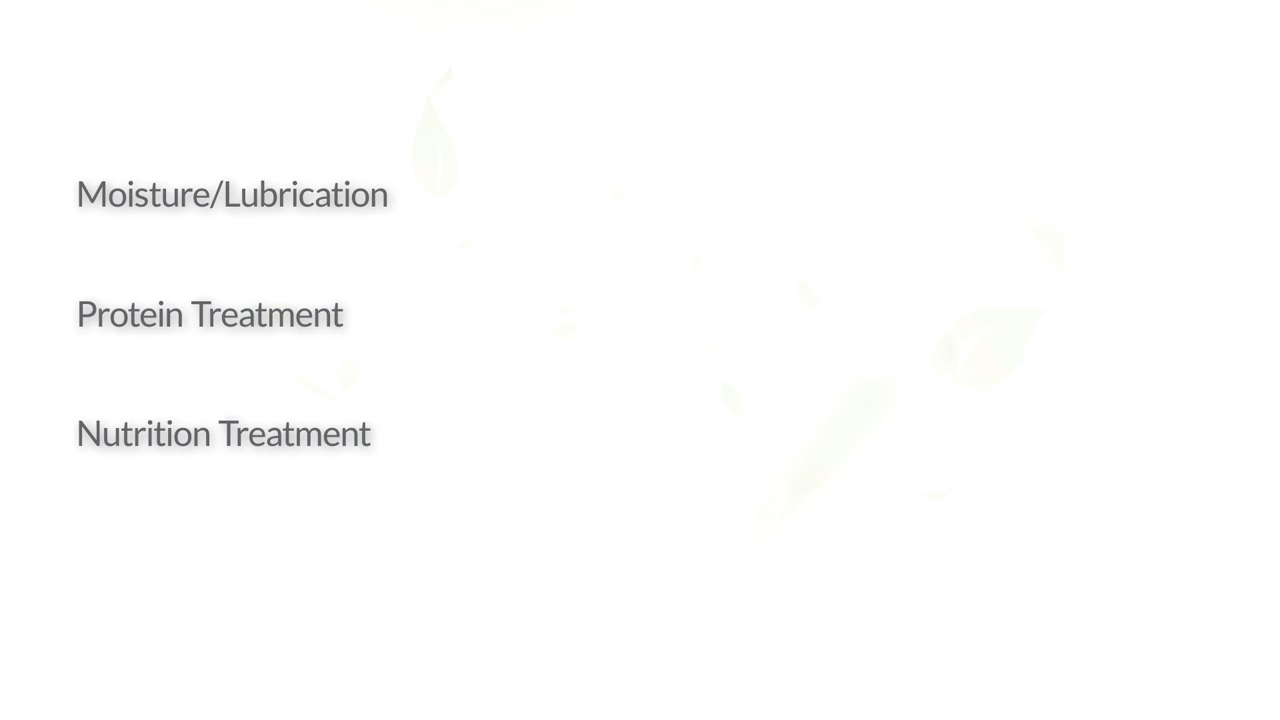 Moisture/Lubrication
Protein Treatment
Nutrition Treatment